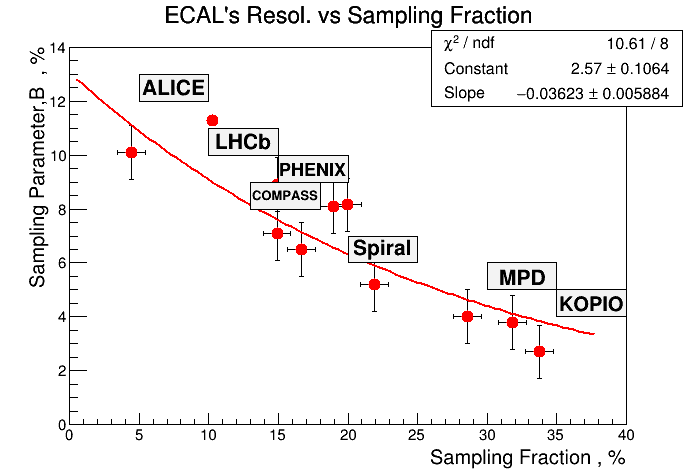 ECAL's Resol. vs Sampling Fraction
χ² / ndf 10.61 / 8
Constant 2.57 ± 0.1064
Slope −0.03623 ± 0.005884
Sampling Parameter,B , %
14
12
10
8
6
4
2
0
ALICE
LHCb
PHENIX
COMPASS
Spiral
MPD
KOPIO
0 5 10 15 20 25 30 35 40
Sampling Fraction , %